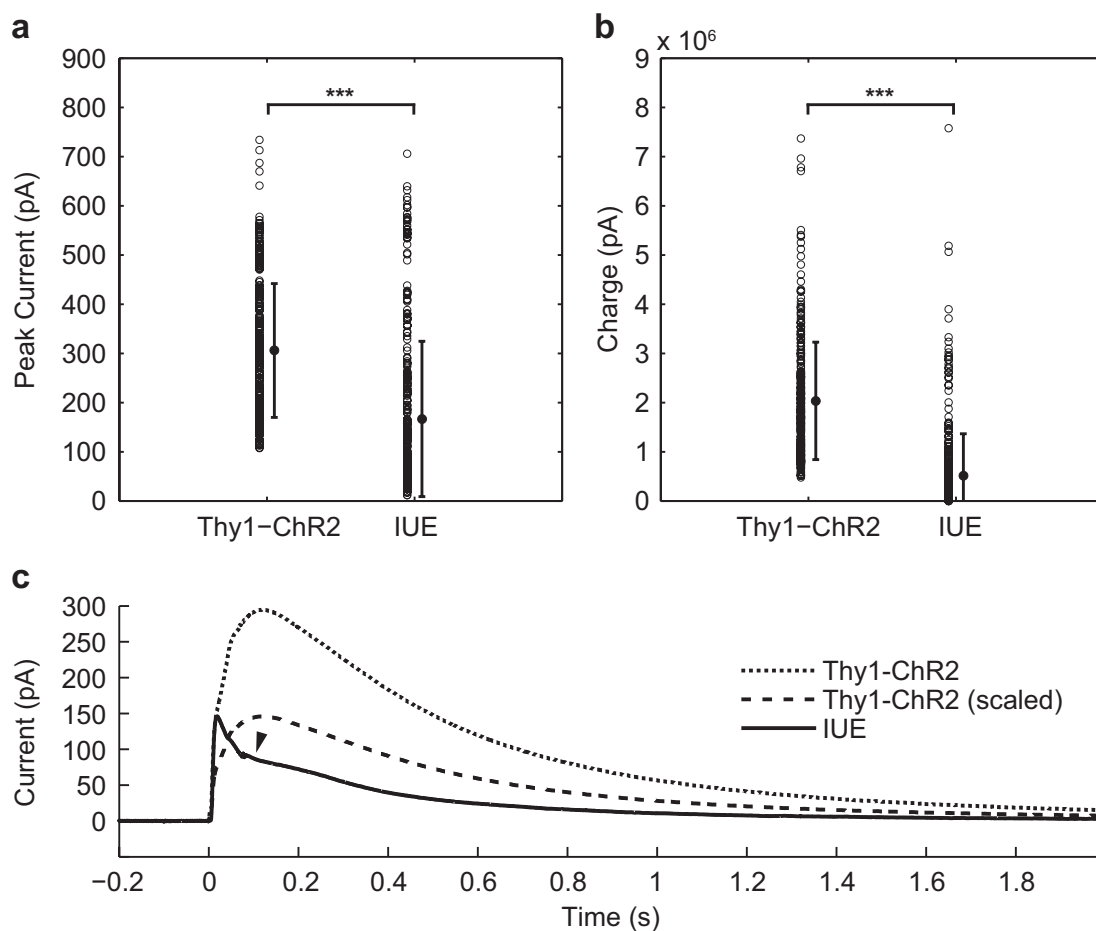 a
900
800
700
600
500
400
300
200
100
0
Peak Current (pA)
***
Thy1−ChR2 IUE
b
x 10⁶
9
8
7
6
5
4
3
2
1
0
Charge (pA)
***
Thy1−ChR2 IUE
c
300
250
200
150
100
50
0
Current (pA)
Thy1-ChR2
Thy1-ChR2 (scaled)
IUE
−0.2 0 0.2 0.4 0.6 0.8 1 1.2 1.4 1.6 1.8
Time (s)